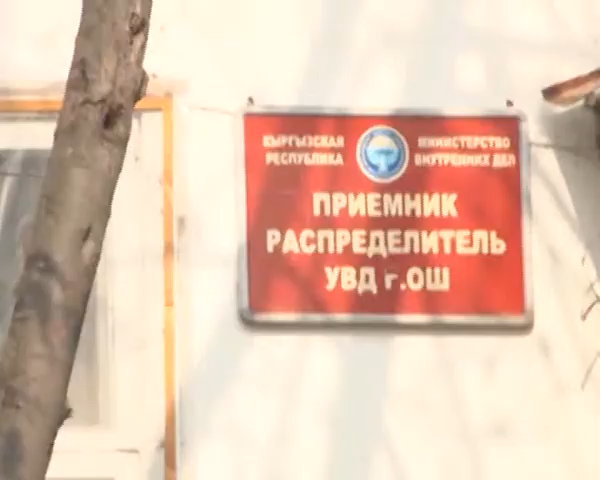 КЫРГЫЗСКАЯ
РЕСПУБЛИКА
МИНИСТЕРСТВО
ВНУТРЕННИХ ДЕЛ
ПРИЕМНИК
РАСПРЕДЕЛИТЕЛЬ
УВД г.ОШ